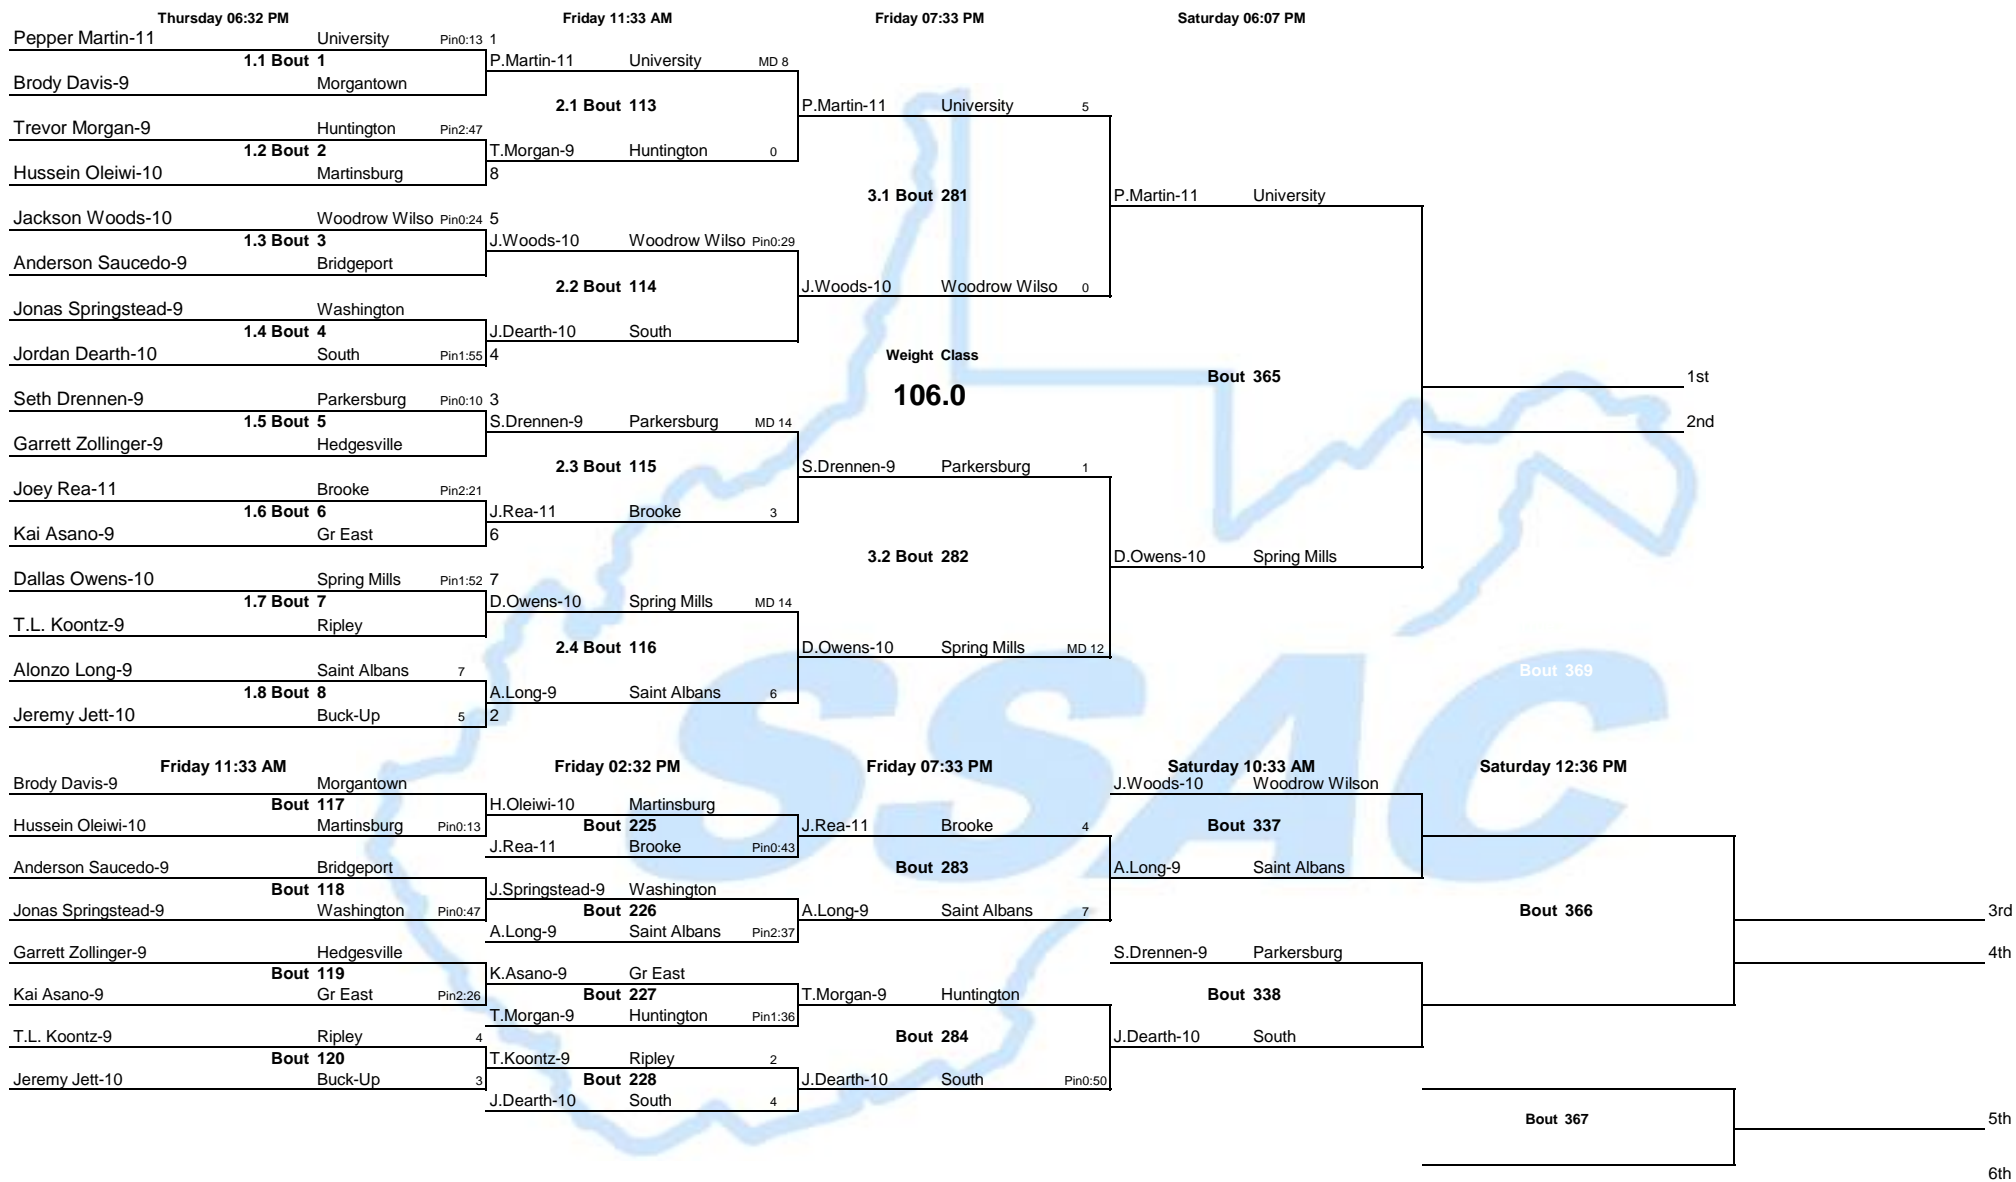 Thursday 06:32 PM Friday 11:33 AM Friday 07:33 PM Saturday 06:07 PM
Pepper Martin-11 University Pin0:13 1
1.1 Bout 1 P.Martin-11 University MD 8
Brody Davis-9 Morgantown
2.1 Bout 113 P.Martin-11 University 5
Trevor Morgan-9 Huntington Pin2:47
1.2 Bout 2 T.Morgan-9 Huntington 0
Hussein Oleiwi-10 Martinsburg 8
3.1 Bout 281 P.Martin-11 University
Jackson Woods-10 Woodrow Wilso Pin0:24 5
1.3 Bout 3 J.Woods-10 Woodrow Wilso Pin0:29
Anderson Saucedo-9 Bridgeport
2.2 Bout 114 J.Woods-10 Woodrow Wilso 0
Jonas Springstead-9 Washington
1.4 Bout 4 J.Dearth-10 South
Jordan Dearth-10 South Pin1:55 4 Weight Class
Bout 365 1st
Seth Drennen-9 Parkersburg Pin0:10 3 106.0
1.5 Bout 5 S.Drennen-9 Parkersburg MD 14 2nd
Garrett Zollinger-9 Hedgesville
2.3 Bout 115 S.Drennen-9 Parkersburg 1
Joey Rea-11 Brooke Pin2:21
1.6 Bout 6 J.Rea-11 Brooke 3
Kai Asano-9 Gr East 6
3.2 Bout 282 D.Owens-10 Spring Mills
Dallas Owens-10 Spring Mills Pin1:52 7
1.7 Bout 7 D.Owens-10 Spring Mills MD 14
T.L. Koontz-9 Ripley
2.4 Bout 116 D.Owens-10 Spring Mills MD 12
Alonzo Long-9 Saint Albans 7 Bout 369
1.8 Bout 8 A.Long-9 Saint Albans 6
Jeremy Jett-10 Buck-Up 5 2
SSAC
Friday 11:33 AM Friday 02:32 PM Friday 07:33 PM Saturday 10:33 AM Saturday 12:36 PM
Brody Davis-9 Morgantown J.Woods-10 Woodrow Wilson
Bout 117 H.Oleiwi-10 Martinsburg
Hussein Oleiwi-10 Martinsburg Pin0:13 Bout 225 J.Rea-11 Brooke 4 Bout 337
J.Rea-11 Brooke Pin0:43
Anderson Saucedo-9 Bridgeport Bout 283 A.Long-9 Saint Albans
Bout 118 J.Springstead-9 Washington
Jonas Springstead-9 Washington Pin0:47 Bout 226 A.Long-9 Saint Albans 7 Bout 366 3rd
A.Long-9 Saint Albans Pin2:37
Garrett Zollinger-9 Hedgesville S.Drennen-9 Parkersburg 4th
Bout 119 K.Asano-9 Gr East
Kai Asano-9 Gr East Pin2:26 Bout 227 T.Morgan-9 Huntington Bout 338
T.Morgan-9 Huntington Pin1:36
T.L. Koontz-9 Ripley 4 Bout 284 J.Dearth-10 South
Bout 120 T.Koontz-9 Ripley 2
Jeremy Jett-10 Buck-Up 3 Bout 228 J.Dearth-10 South Pin0:50
J.Dearth-10 South 4
Bout 367 5th
6th